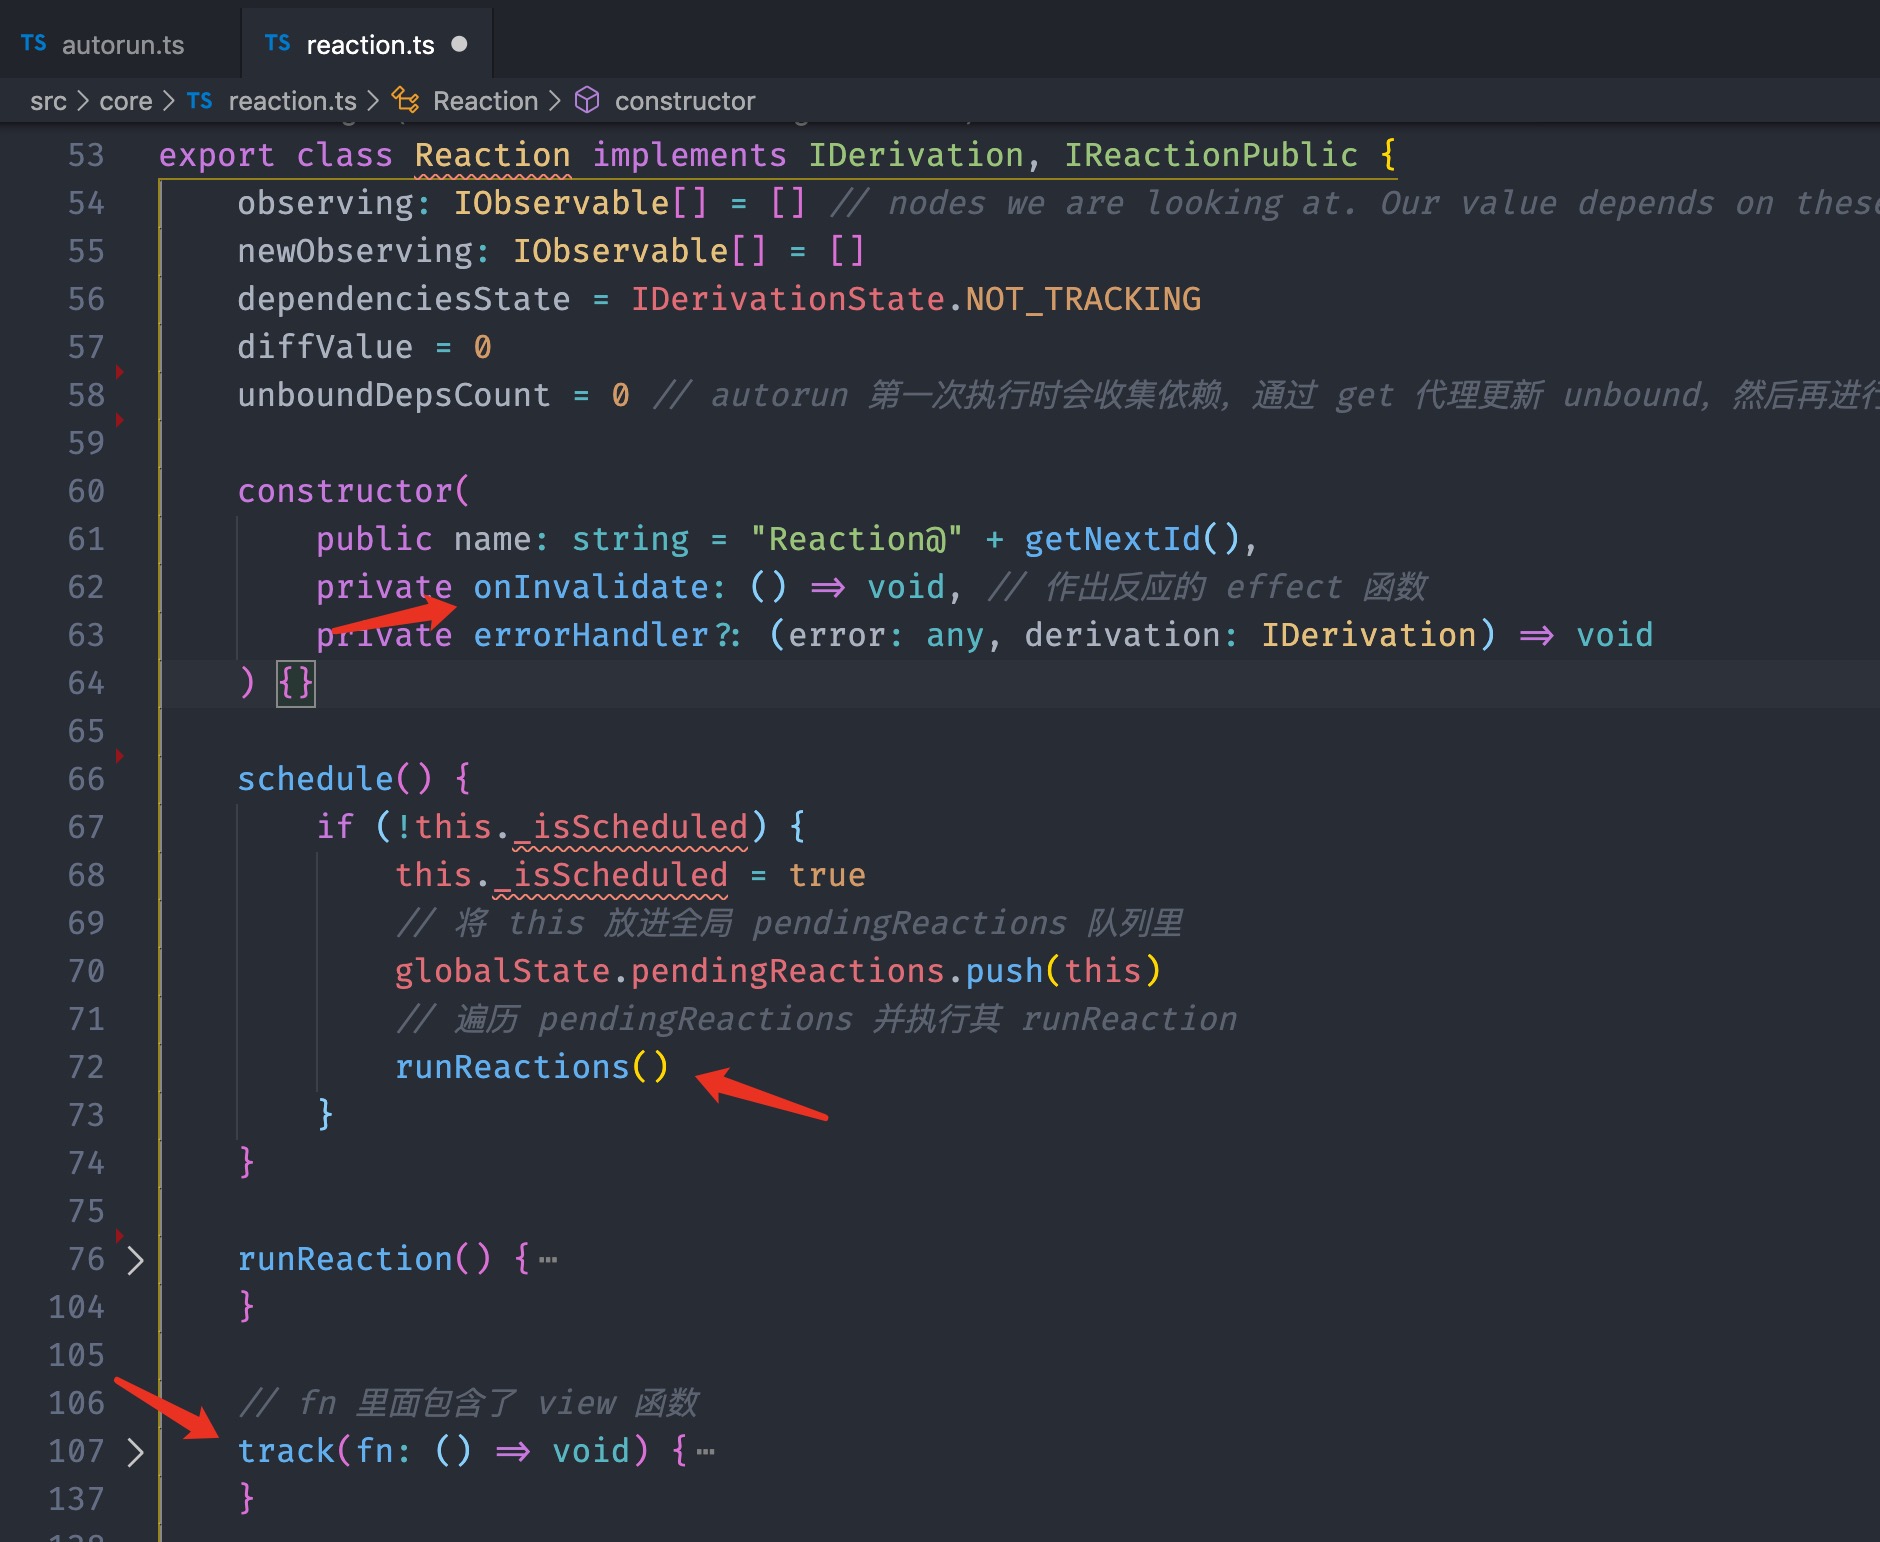 TS autorun.ts TS reaction.ts
src > core > TS reaction.ts > Reaction > constructor
53 export class Reaction implements IDerivation, IReactionPublic {
54 observing: IObservable[] = [] // nodes we are looking at. Our value depends on these
55 newObserving: IObservable[] = []
56 dependenciesState = IDerivationState.NOT_TRACKING
57 diffValue = 0
58 unboundDepsCount = 0 // autorun 第一次执行时会收集依赖，通过 get 代理更新 unbound，然后再进行
59
60 constructor(
61 public name: string = "Reaction@" + getNextId(),
62 private onInvalidate: () => void, // 作出反应的 effect 函数
63 private errorHandler?: (error: any, derivation: IDerivation) => void
64 ) {}
65
66 schedule() {
67 if (!this._isScheduled) {
68 this._isScheduled = true
69 // 将 this 放进全局 pendingReactions 队列里
70 globalState.pendingReactions.push(this)
71 // 遍历 pendingReactions 并执行其 runReaction
72 runReactions()
73 }
74 }
75
76 runReaction() {…
104 }
105
106 // fn 里面包含了 view 函数
107 track(fn: () => void) {…
137 }